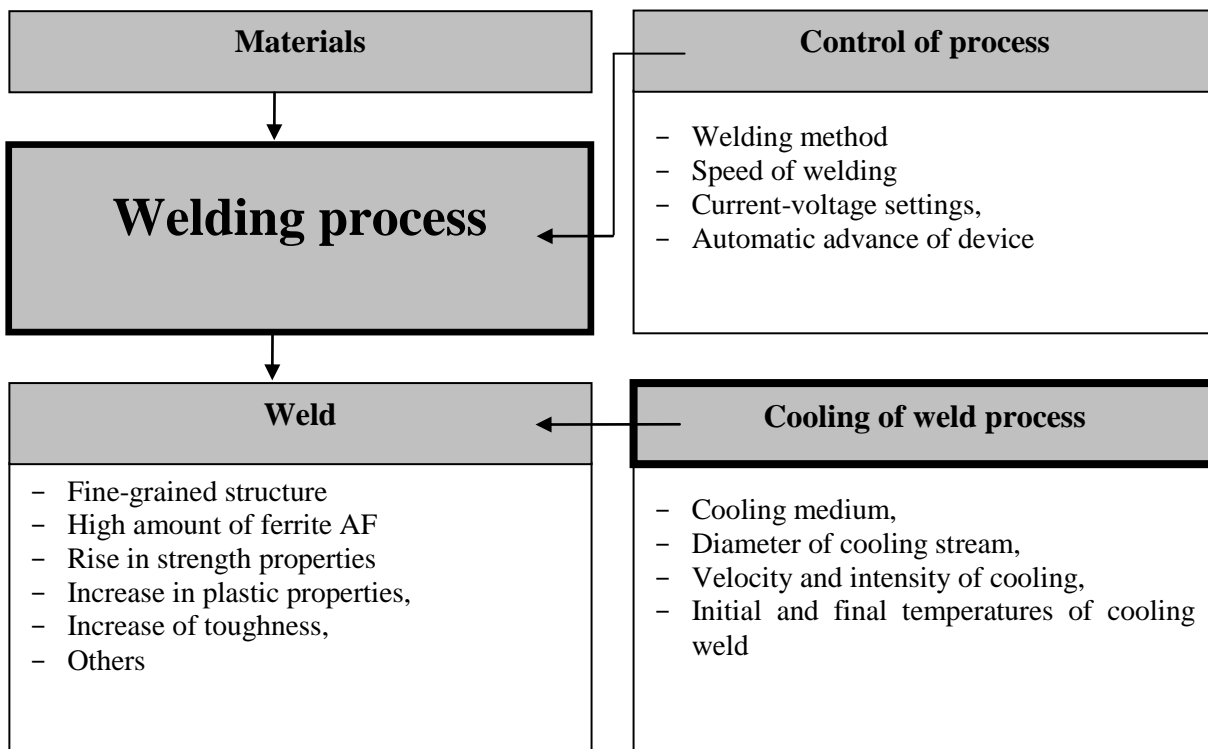 Materials
Welding process
Control of process
– Welding method
– Speed of welding
– Current-voltage settings,
– Automatic advance of device
Weld
– Fine-grained structure
– High amount of ferrite AF
– Rise in strength properties
– Increase in plastic properties,
– Increase of toughness,
– Others
Cooling of weld process
– Cooling medium,
– Diameter of cooling stream,
– Velocity and intensity of cooling,
– Initial and final temperatures of cooling
weld